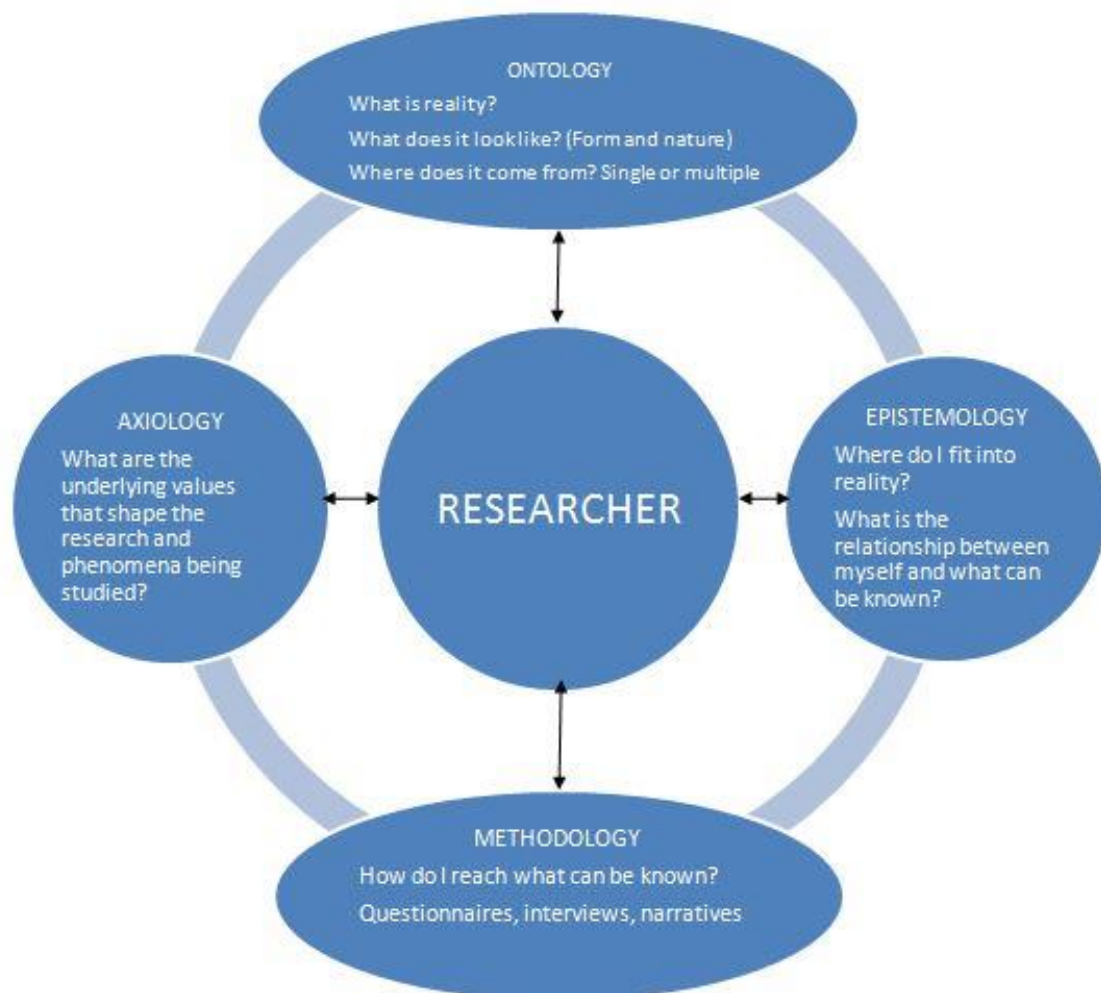 ONTOLOGY
What is reality?
What does it look like? (Form and nature)
Where does it come from? Single or multiple
AXIOLOGY
What are the
underlying values
that shape the
research and
phenomena being
studied?
RESEARCHER
EPISTEMOLOGY
Where do I fit into
reality?
What is the
relationship between
myself and what can
be known?
METHODOLOGY
How do I reach what can be known?
Questionnaires, interviews, narratives